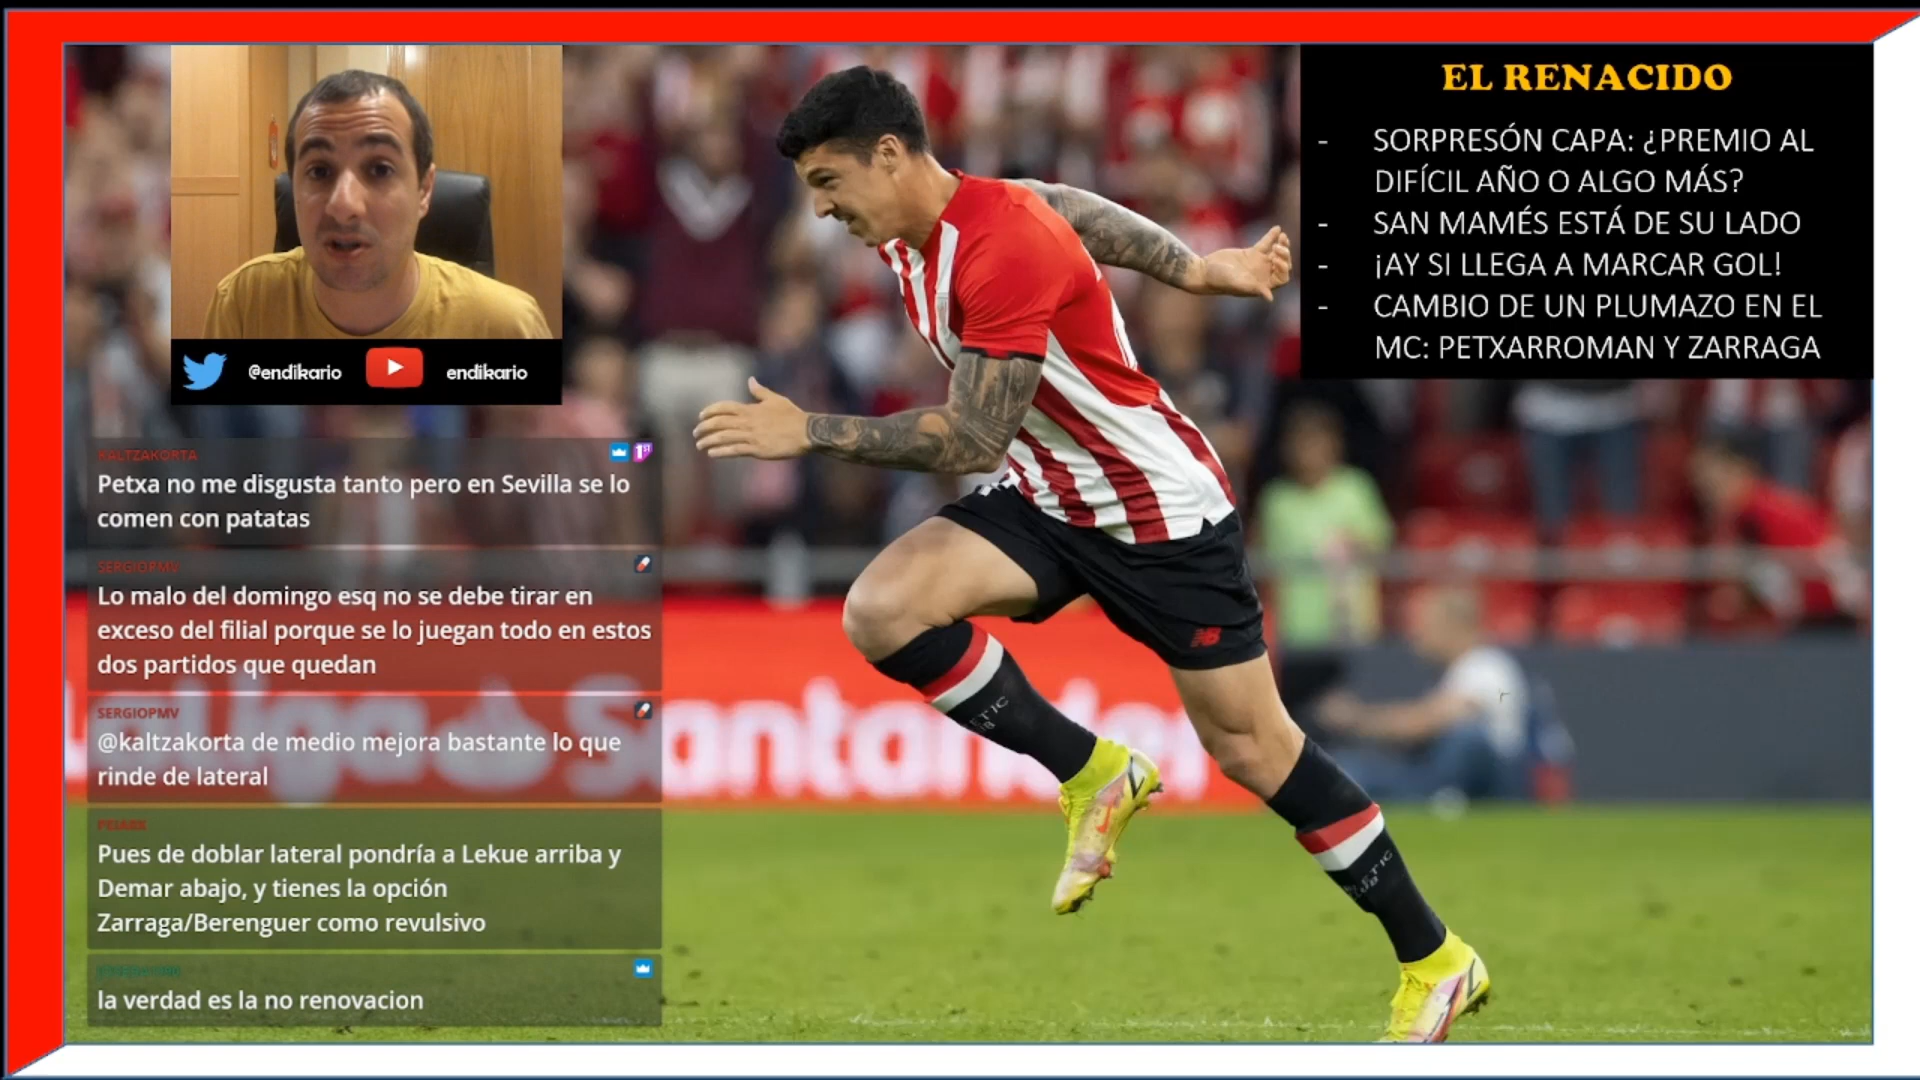 EL RENACIDO
- SORPRESÓN CAPA: ¿PREMIO AL
DIFÍCIL AÑO O ALGO MÁS?
- SAN MAMÉS ESTÁ DE SU LADO
- ¡AY SI LLEGA A MARCAR GOL!
- CAMBIO DE UN PLUMAZO EN EL
MC: PETXARROMAN Y ZARRAGA
@endikario endikario
KALTZAKORTA
Petxa no me disgusta tanto pero en Sevilla se lo
comen con patatas
SERGIOPMV
Lo malo del domingo esq no se debe tirar en
exceso del filial porque se lo juegan todo en estos
dos partidos que quedan
SERGIOPMV
@kaltzakorta de medio mejora bastante lo que
rinde de lateral
Pues de doblar lateral pondría a Lekue arriba y
Demar abajo, y tienes la opción
Zarraga/Berenguer como revulsivo
la verdad es la no renovacion
LaLiga Santander